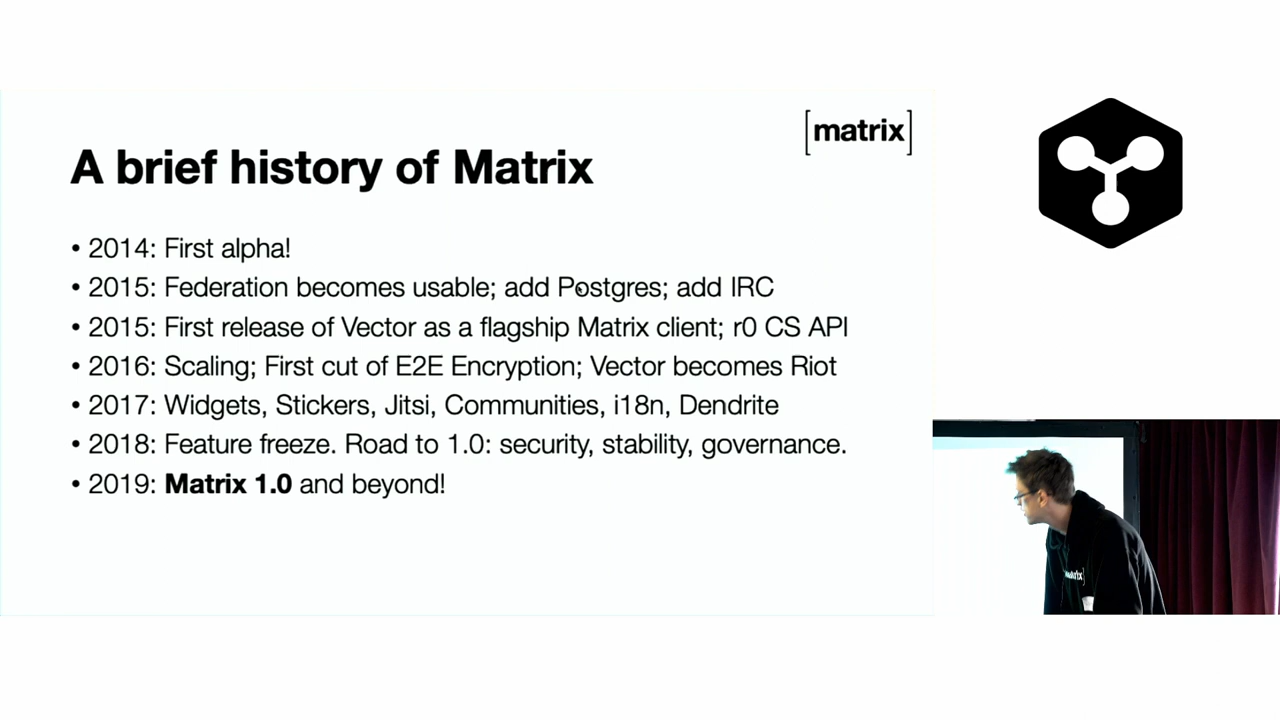 [matrix]
A brief history of Matrix
• 2014: First alpha!
• 2015: Federation becomes usable; add Postgres; add IRC
• 2015: First release of Vector as a flagship Matrix client; r0 CS API
• 2016: Scaling; First cut of E2E Encryption; Vector becomes Riot
• 2017: Widgets, Stickers, Jitsi, Communities, i18n, Dendrite
• 2018: Feature freeze. Road to 1.0: security, stability, governance.
• 2019: Matrix 1.0 and beyond!